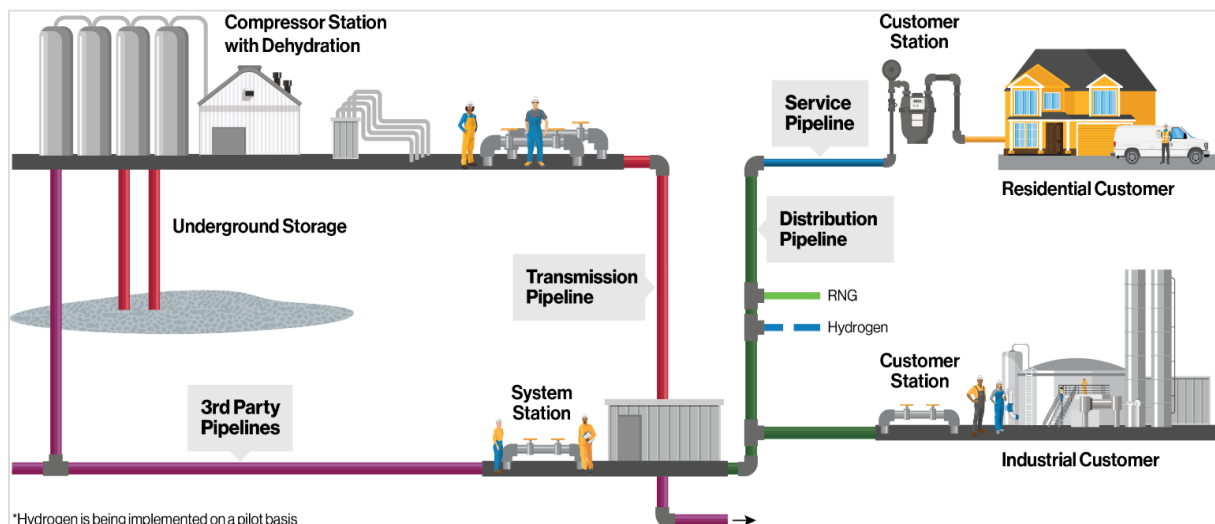 Compressor Station
with Dehydration
Customer
Station
Service
Pipeline
Residential Customer
Underground Storage
Distribution
Pipeline
Transmission
Pipeline
RNG
Hydrogen
Customer
Station
System
Station
3rd Party
Pipelines
Industrial Customer
*Hydrogen is being implemented on a pilot basis